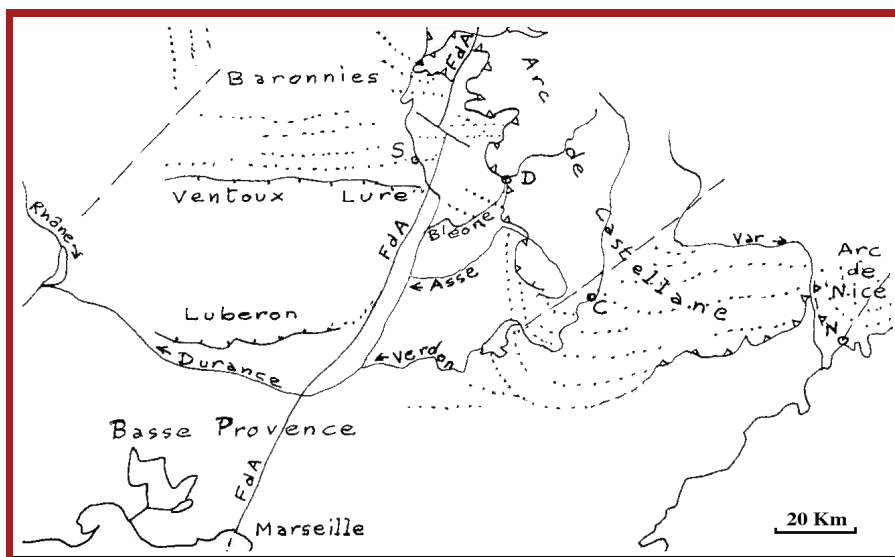 Baronnies
FdA
Arc
de
Castellane
S
D
Ventoux Lure
Rhône
FdA
Bléone
Asse
Var
Arc
de
Nice
C
N
Luberon
Durance
Verdon
Basse Provence
FdA
Marseille
20 Km